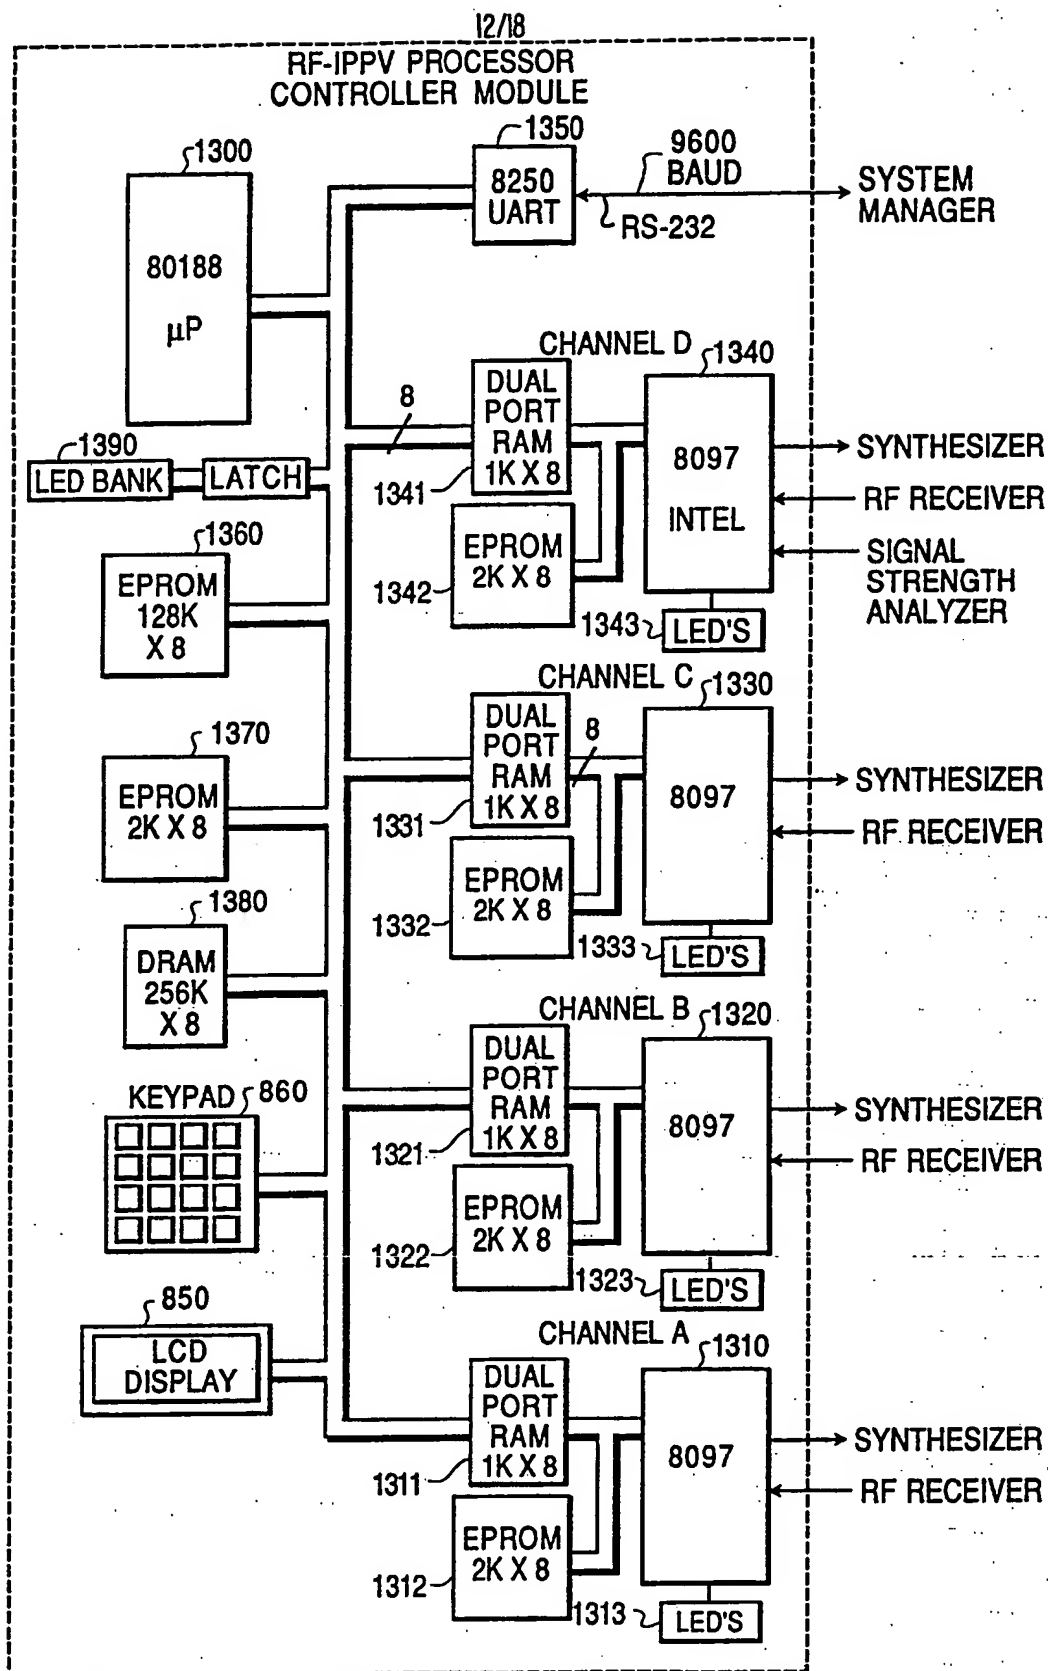 12/18
RF-IPPV PROCESSOR
CONTROLLER MODULE
1300
80188
µP
1350
8250
UART
9600
BAUD
RS-232
SYSTEM
MANAGER
1390
LED BANK
LATCH
1360
EPROM
128K
X 8
1370
EPROM
2K X 8
1380
DRAM
256K
X 8
KEYPAD
860
850
LCD
DISPLAY
CHANNEL D
1340
8
DUAL
PORT
RAM
1K X 8
1341
EPROM
2K X 8
1342
8097
INTEL
1343
LED'S
SYNTHESIZER
RF RECEIVER
SIGNAL
STRENGTH
ANALYZER
CHANNEL C
1330
DUAL
PORT
RAM
1K X 8
8
1331
EPROM
2K X 8
1332
8097
1333
LED'S
SYNTHESIZER
RF RECEIVER
CHANNEL B
1320
DUAL
PORT
RAM
1K X 8
1321
EPROM
2K X 8
1322
8097
1323
LED'S
SYNTHESIZER
RF RECEIVER
CHANNEL A
1310
DUAL
PORT
RAM
1K X 8
1311
EPROM
2K X 8
1312
8097
1313
LED'S
SYNTHESIZER
RF RECEIVER